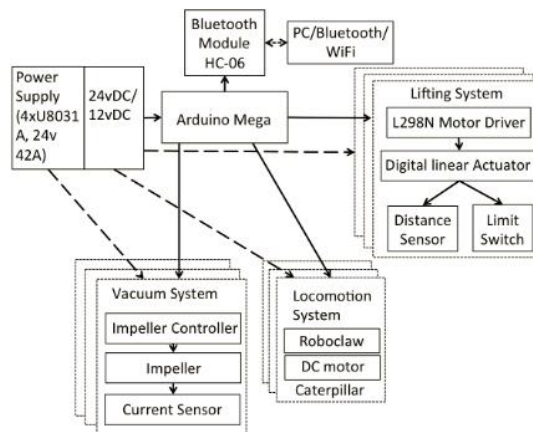 Bluetooth
Module
HC-06
PC/Bluetooth/
WiFi
Power
Supply
(4xU8031
A, 24v
42A)
24vDC/
12vDC
Arduino Mega
Lifting System
L298N Motor Driver
Digital linear Actuator
Distance
Sensor
Limit
Switch
Vacuum System
Impeller Controller
Impeller
Current Sensor
Locomotion
System
Roboclaw
DC motor
Caterpillar